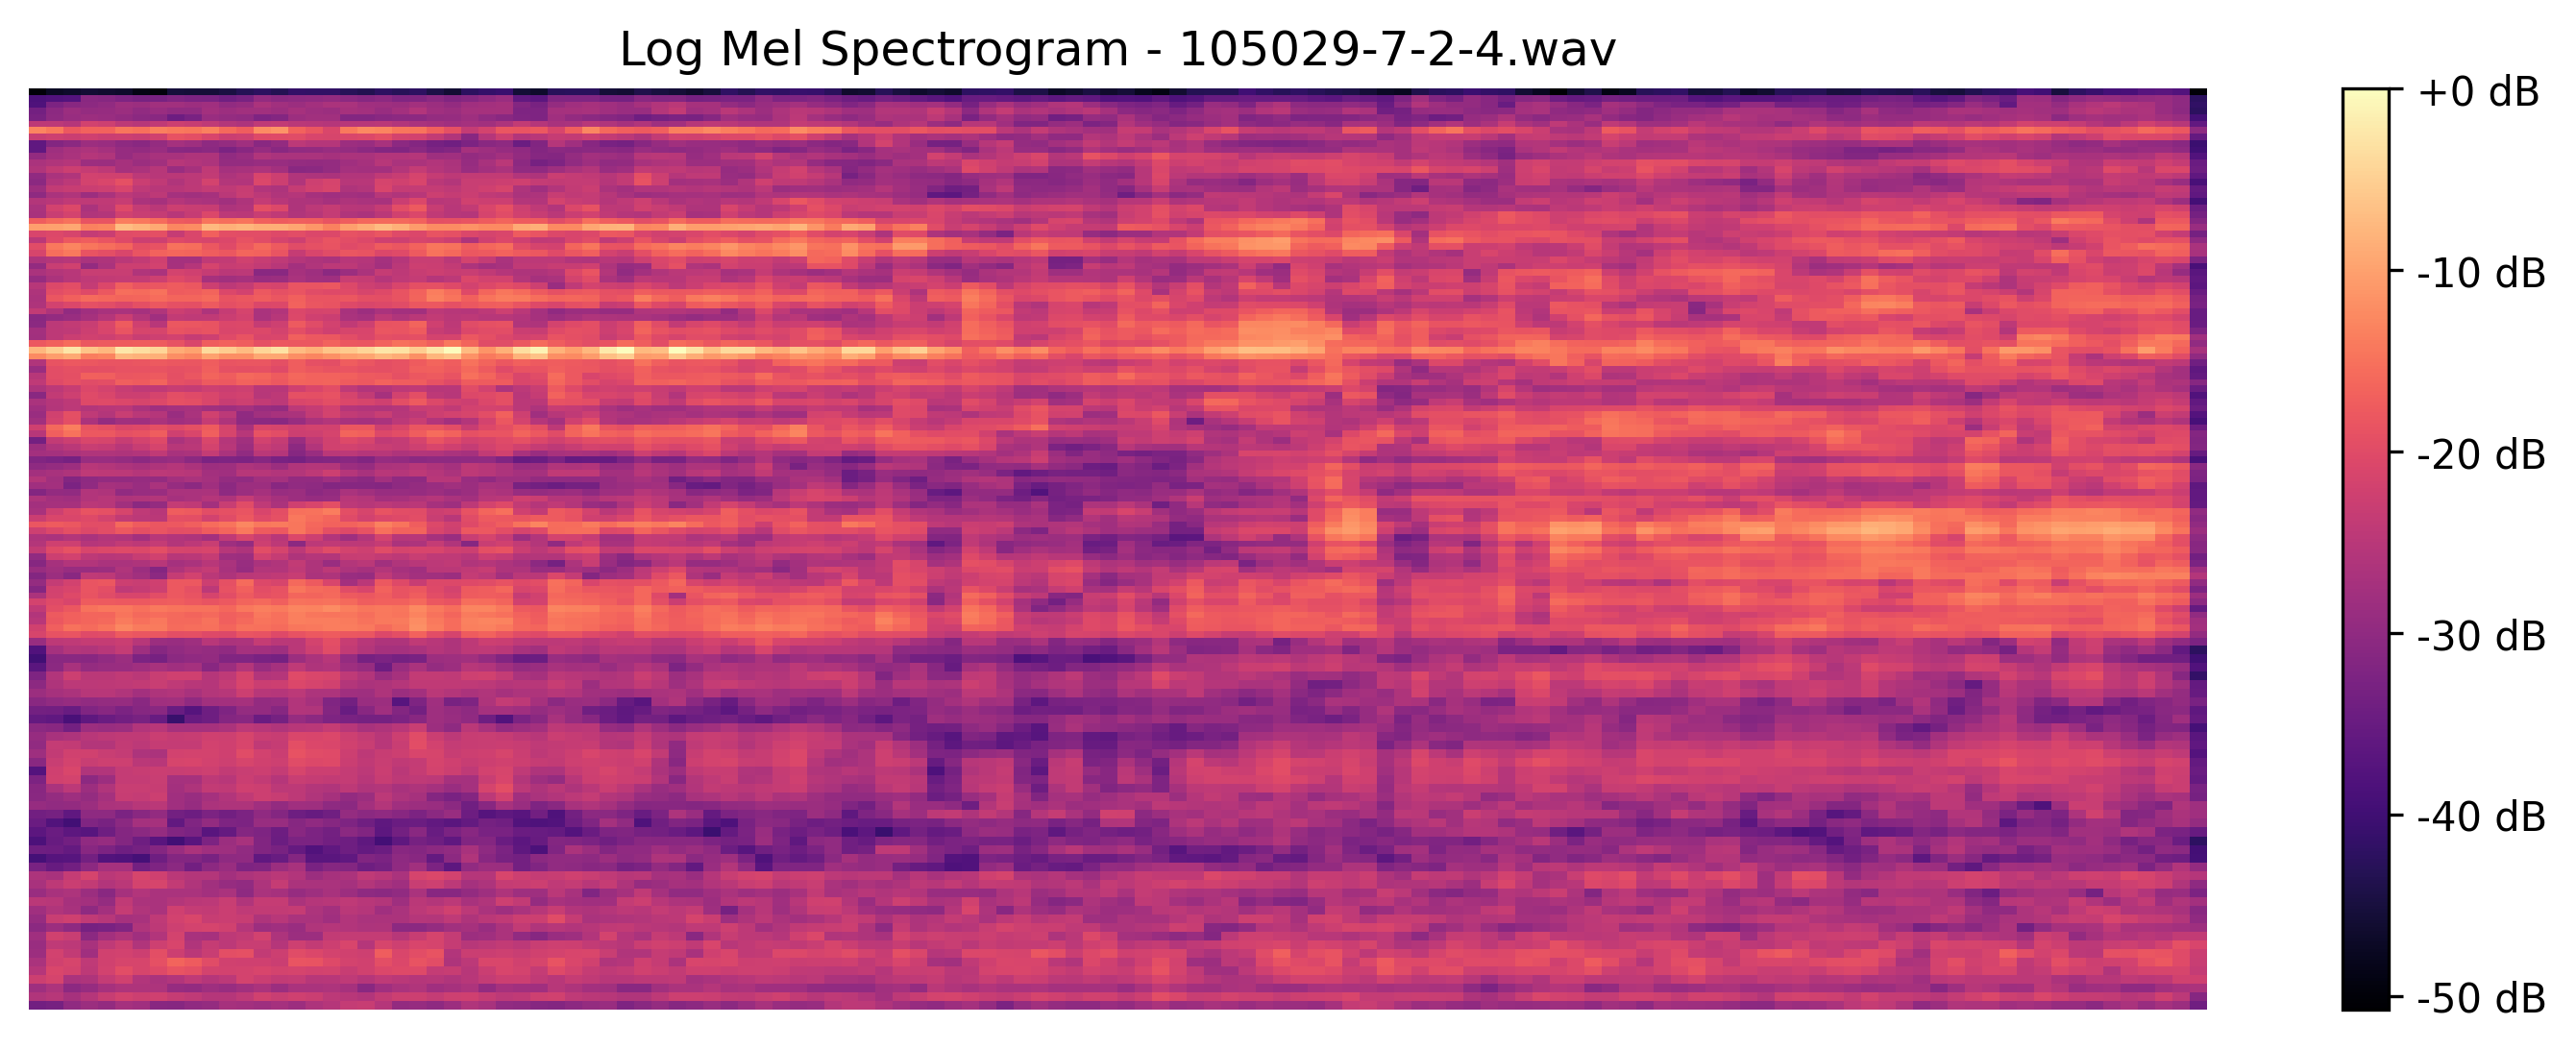 Log Mel Spectrogram - 105029-7-2-4.wav
+0 dB
-10 dB
-20 dB
-30 dB
-40 dB
-50 dB